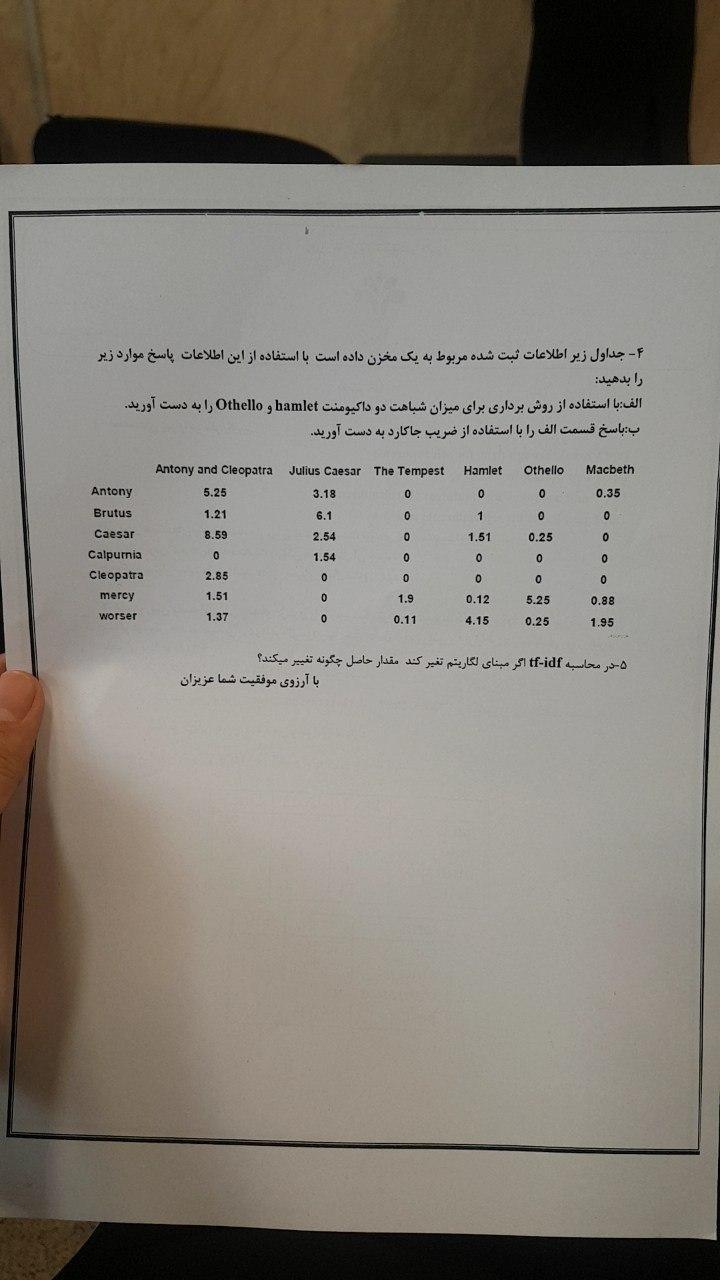 ۴- جداول زیر اطلاعات ثبت شده مربوط به یک مخزن داده است با استفاده از این اطلاعات پاسخ موارد زیر
را بدهید:
الف:با استفاده از روش برداری برای میزان شباهت دو داکیومنت hamlet و Othello را به دست آورید.
ب:پاسخ قسمت الف را با استفاده از ضریب جاکارد به دست آورید.
Antony and Cleopatra Julius Caesar The Tempest Hamlet Othello Macbeth
Antony 5.25 3.18 0 0 0 0.35
Brutus 1.21 6.1 0 1 0 0
Caesar 8.59 2.54 0 1.51 0.25 0
Calpurnia 0 1.54 0 0 0 0
Cleopatra 2.85 0 0 0 0 0
mercy 1.51 0 1.9 0.12 5.25 0.88
worser 1.37 0 0.11 4.15 0.25 1.95
۵-در محاسبه tf-idf اگر مبنای لگاریتم تغیر کند مقدار حاصل چگونه تغییر میکند؟
با آرزوی موفقیت شما عزیزان